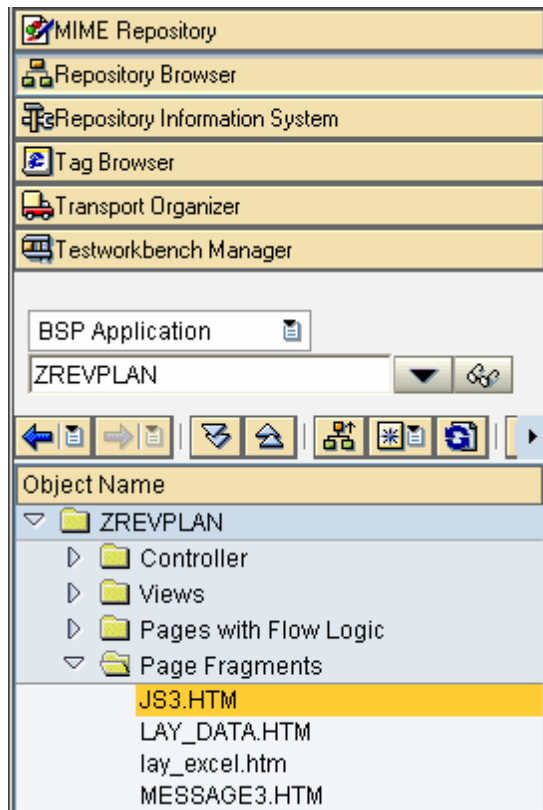 MIME Repository
Repository Browser
Repository Information System
Tag Browser
Transport Organizer
Testworkbench Manager
BSP Application
ZREVPLAN
Object Name
ZREVPLAN
Controller
Views
Pages with Flow Logic
Page Fragments
JS3.HTM
LAY_DATA.HTM
lay_excel.htm
MESSAGE3.HTM